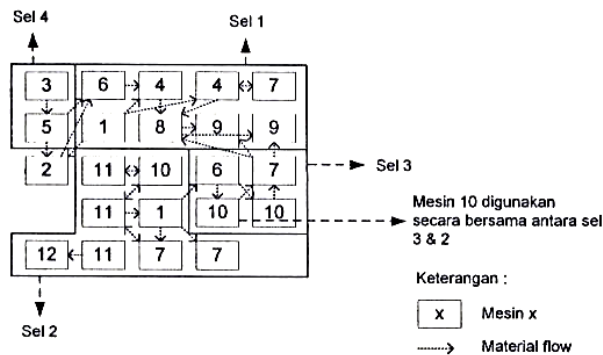 Sel 4
Sel 1
3 6 4 4 7
5 1 8 9 9
2 11 10 6 7
Sel 3
11 1 10 10
Mesin 10 digunakan
secara bersama antara sel
3 & 2
12 11 7 7
Sel 2
Keterangan :
x Mesin x
Material flow